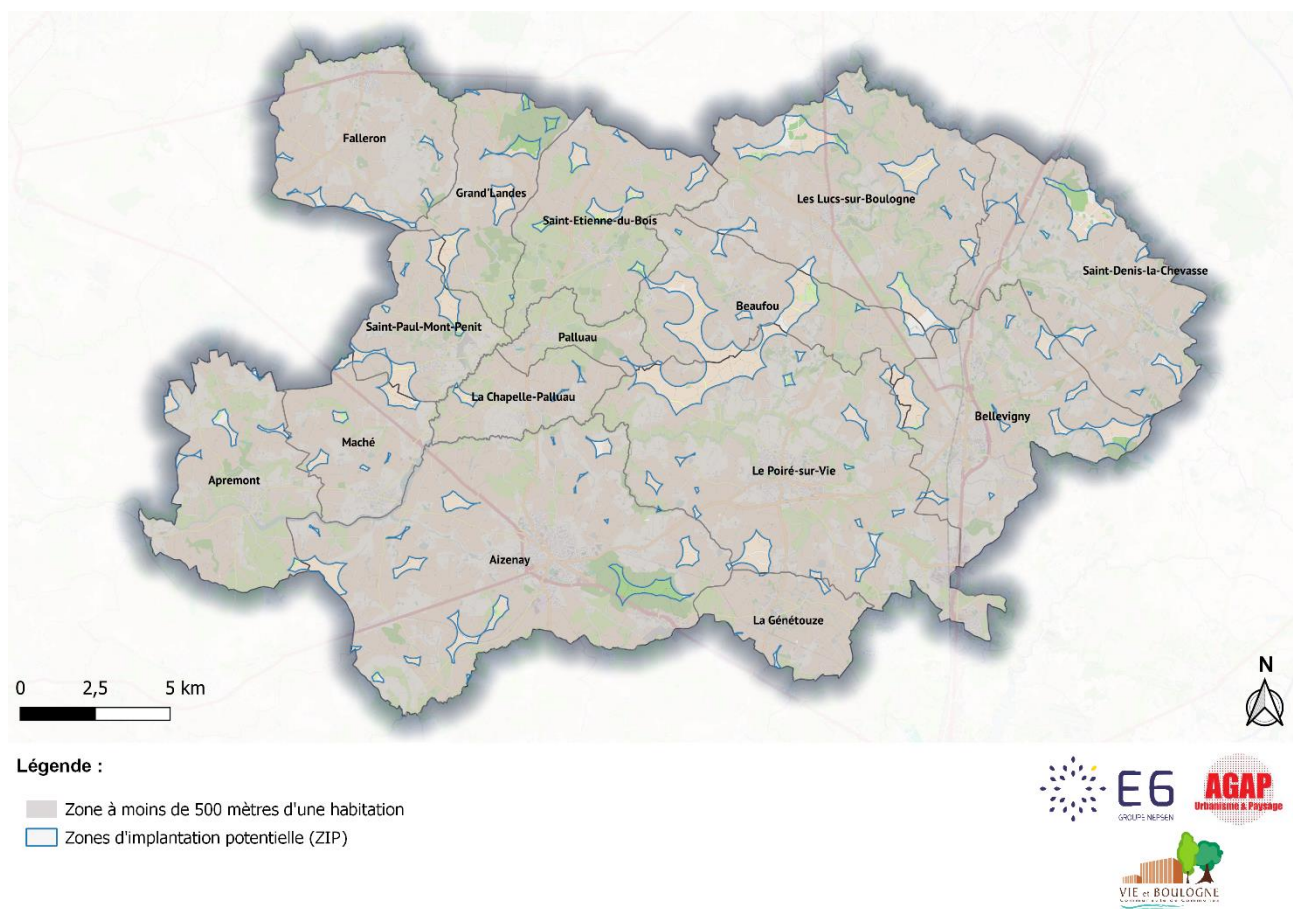 Falleron
Grand'Landes
Les Lucs-sur-Boulogne
Saint-Etienne-du-Bois
Saint-Denis-la-Chevasse
Beaufou
Saint-Paul-Mont-Penit
Palluau
La Chapelle-Palluau
Bellevigny
Maché
Le Poiré-sur-Vie
Apremont
Aizenay
La Génétouze
N
0 2,5 5 km
Légende :
Zone à moins de 500 mètres d'une habitation
Zones d'implantation potentielle (ZIP)
E6
GROUPE NEPSEN
AGAP
Urbanisme & Paysage
VIE et BOULOGNE
Communauté de Communes